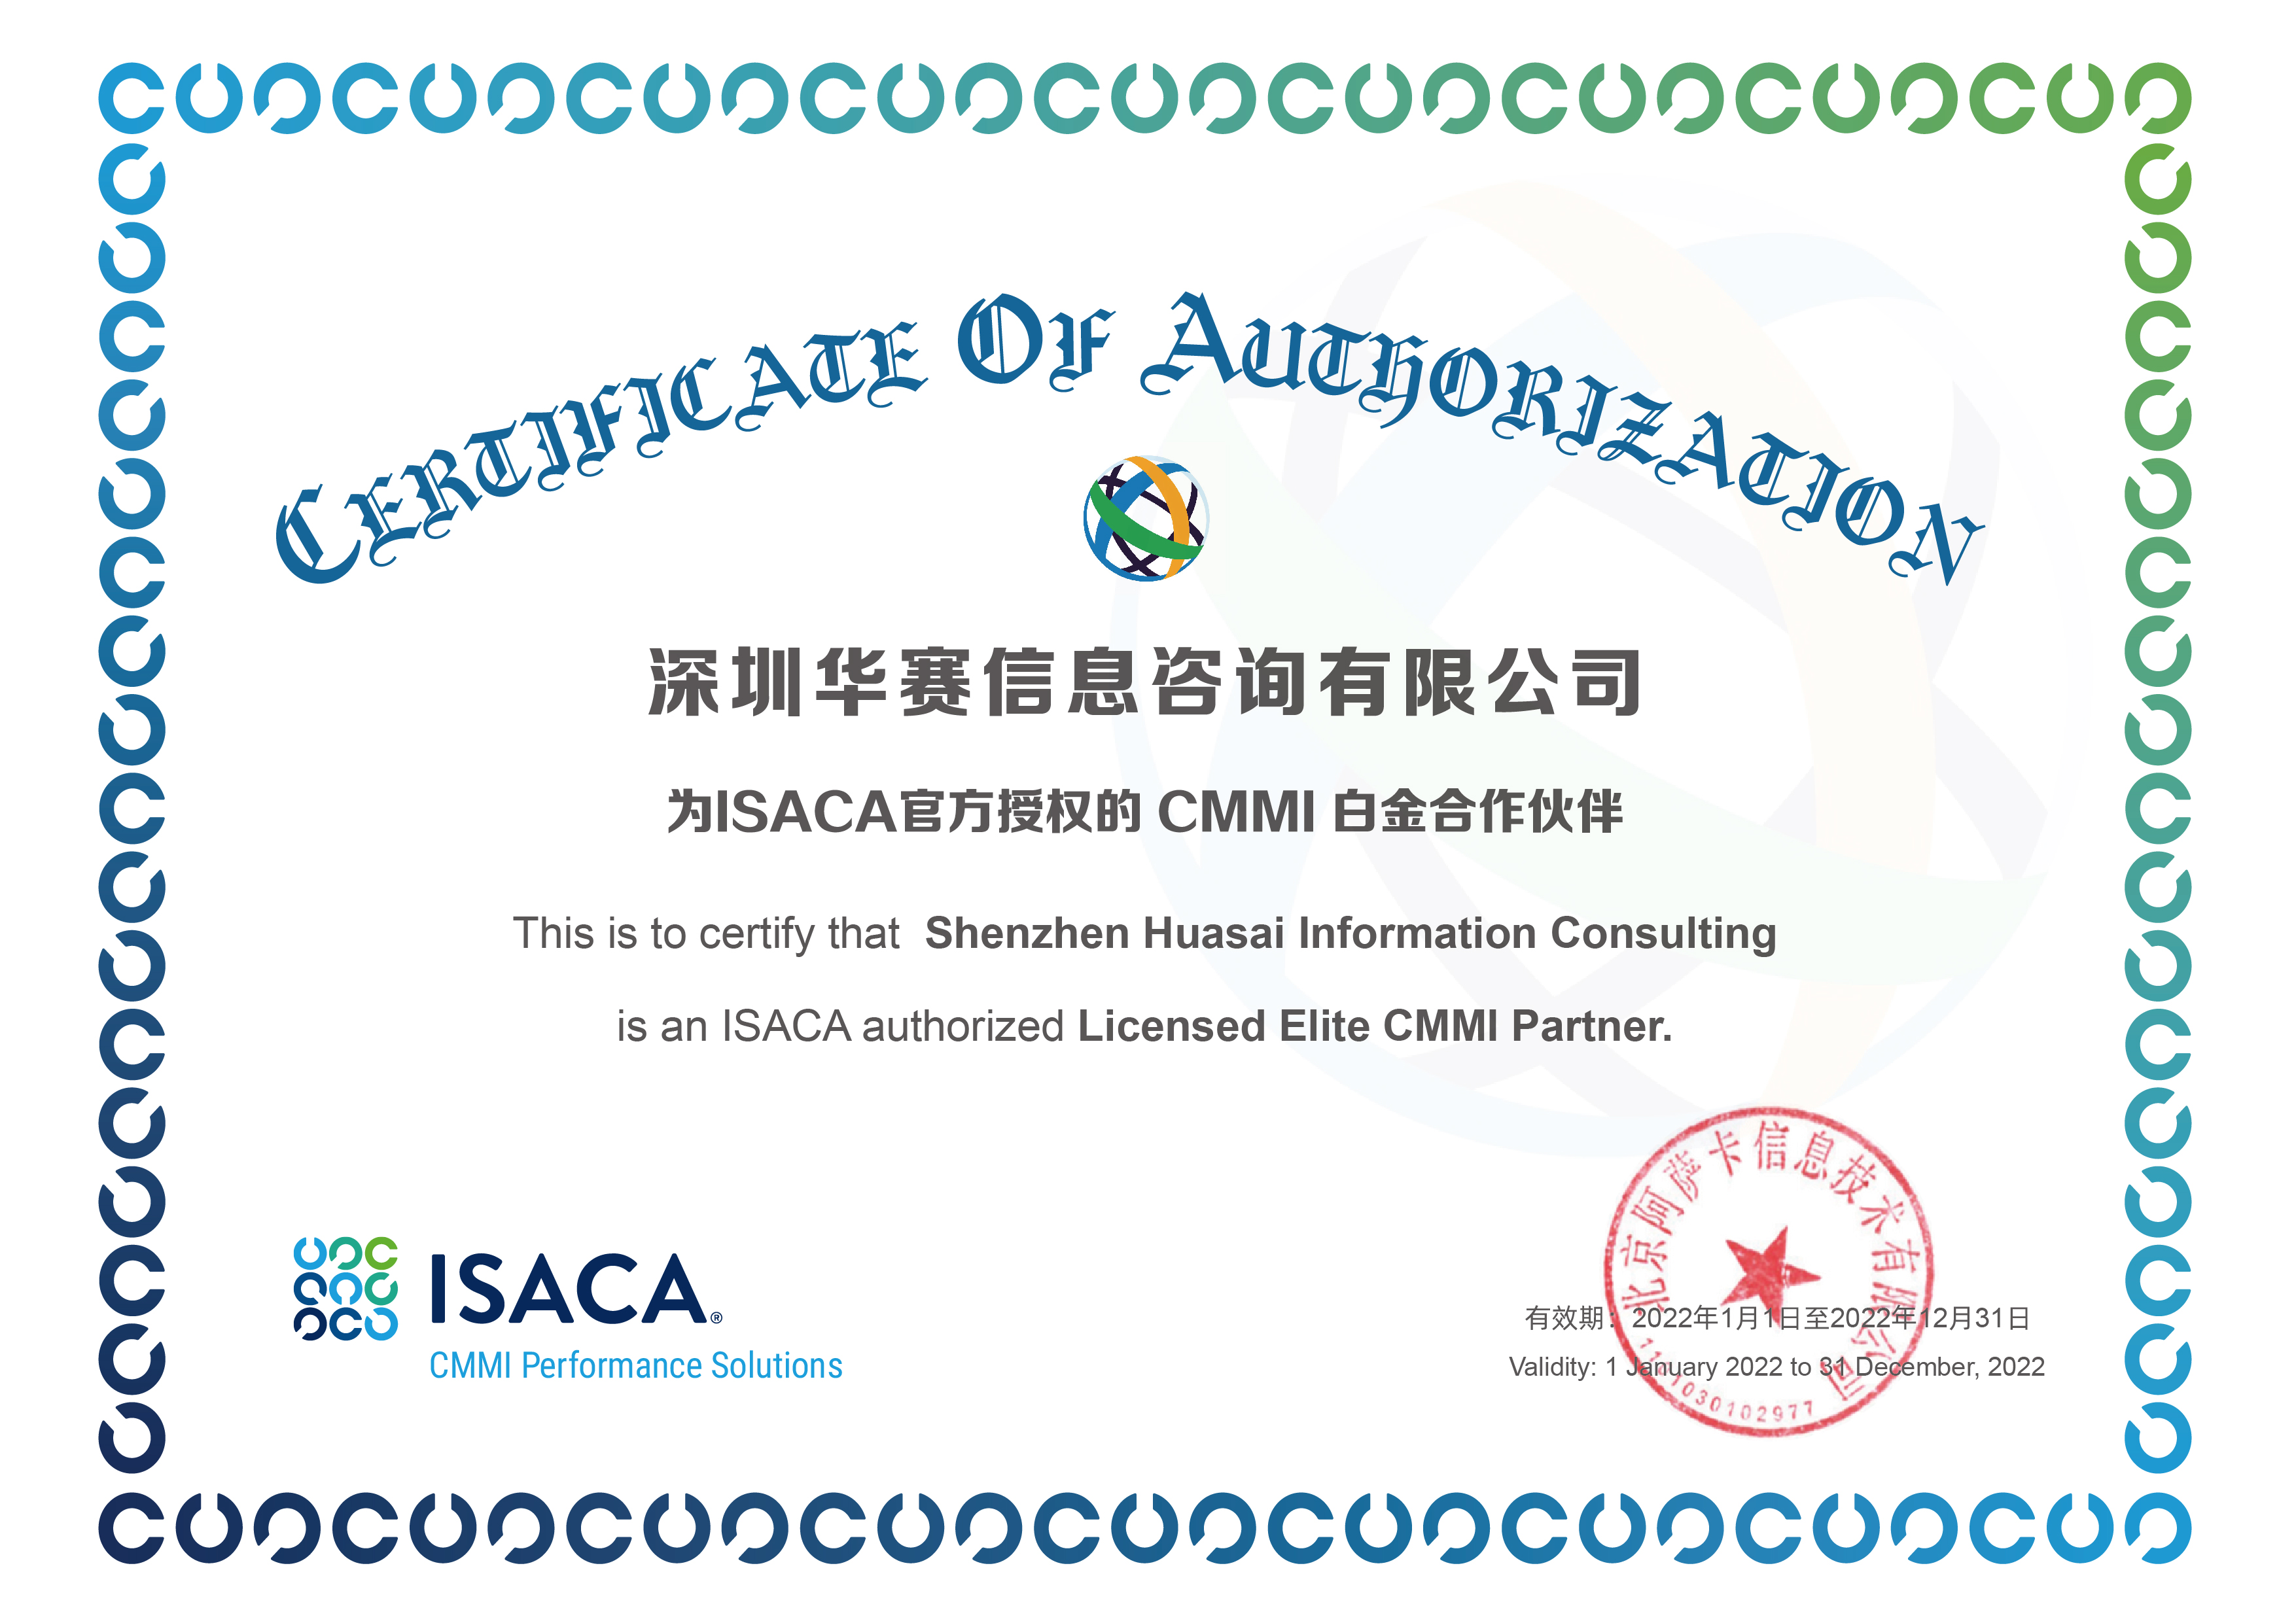 CERTIFICATE OF AUTHORIZATION
深圳华赛信息咨询有限公司
为ISACA官方授权的 CMMI 白金合作伙伴
This is to certify that Shenzhen Huasai Information Consulting
is an ISACA authorized Licensed Elite CMMI Partner.
ISACA®
CMMI Performance Solutions
北京阿萨卡信息技术有限公司
有效期：2022年1月1日至2022年12月31日
Validity: 1 January 2022 to 31 December, 2022